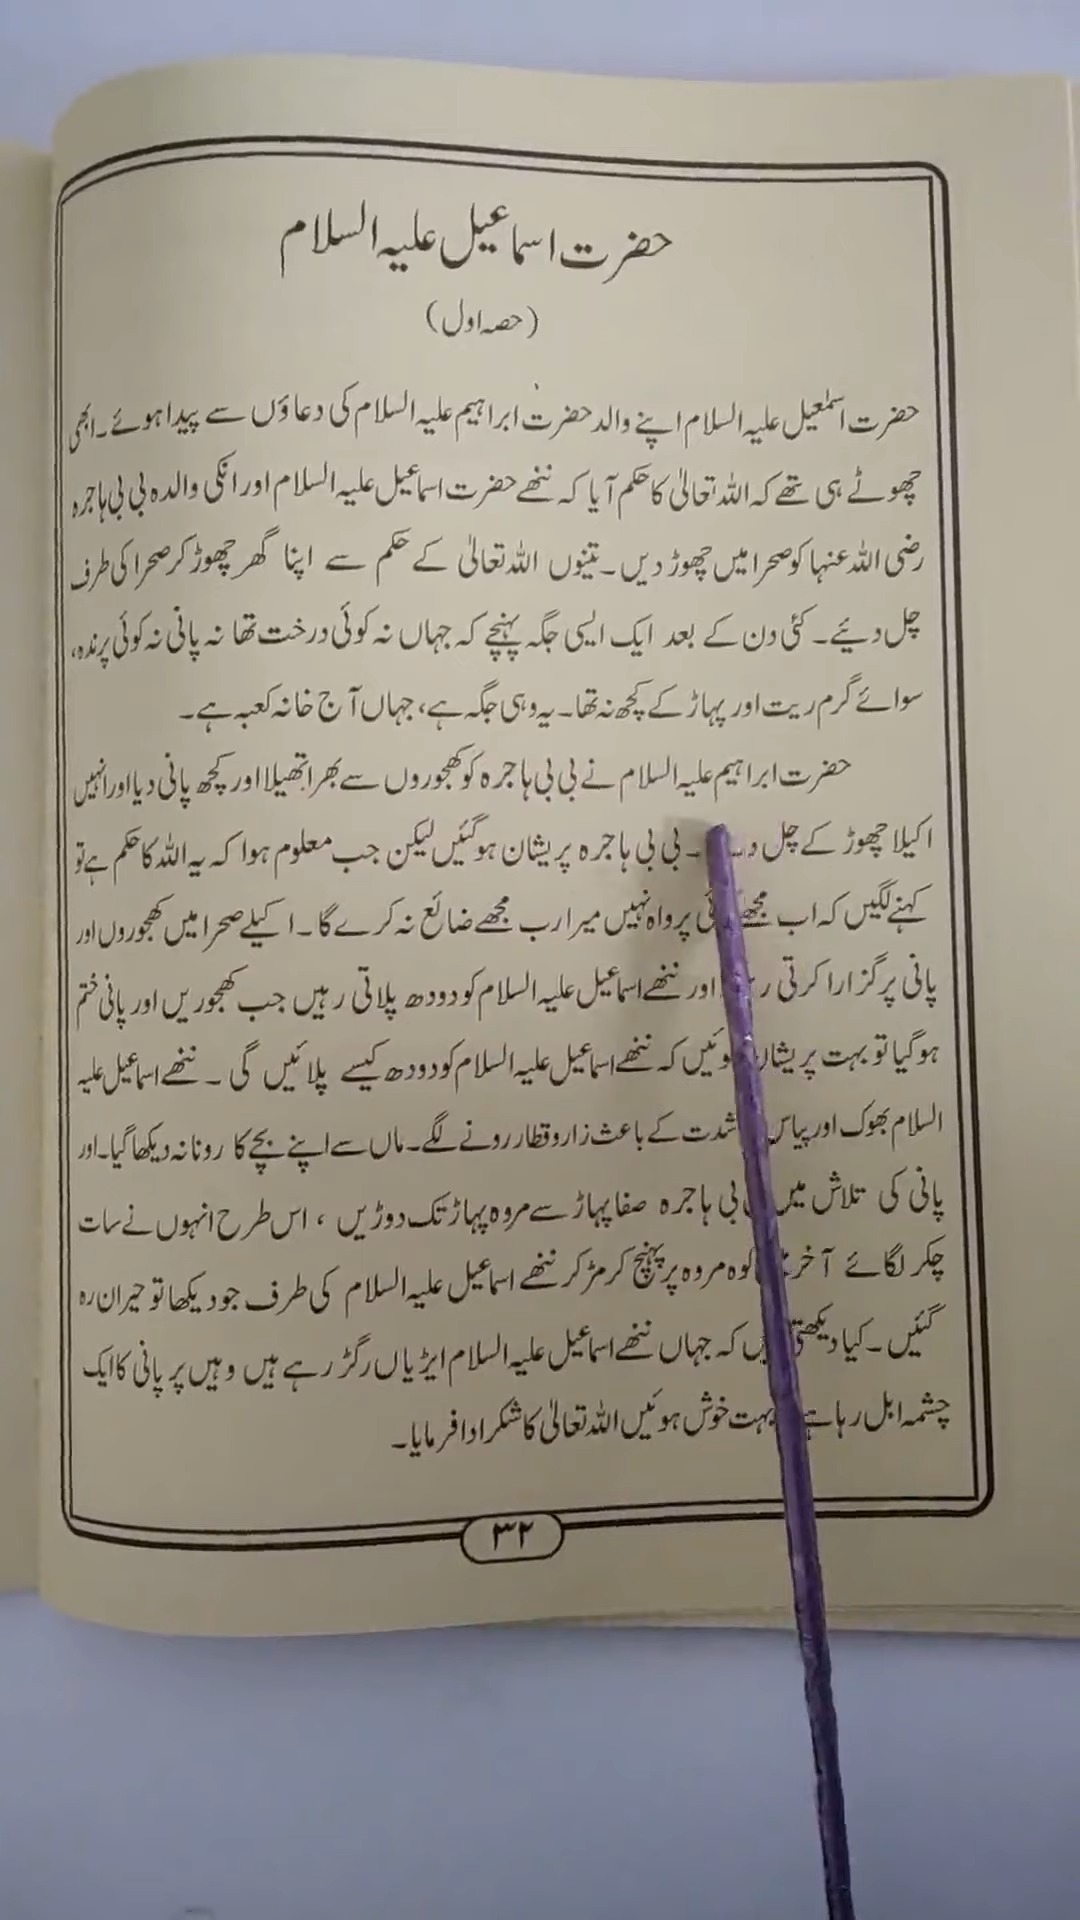 حضرت اسماعیل علیہ السلام
(حصہ اول)
حضرت اسمٰعیل علیہ السلام اپنے والد حضرت ابراہیم علیہ السلام کی دعاؤں سے پیدا ہوئے۔ ابھی
چھوٹے ہی تھے کہ اللہ تعالیٰ کا حکم آیا کہ ننھے حضرت اسماعیل علیہ السلام اور انکی والدہ بی بی ہاجرہ
رضی اللہ عنہا کو صحرا میں چھوڑ دیں۔ تینوں اللہ تعالیٰ کے حکم سے اپنا گھر چھوڑ کر صحرا کی طرف
چل دیئے۔ کئی دن کے بعد ایک ایسی جگہ پہنچے کہ جہاں نہ کوئی درخت تھا نہ پانی نہ کوئی پرندہ،
سوائے گرم ریت اور پہاڑ کے کچھ نہ تھا۔ یہ وہی جگہ ہے، جہاں آج خانہ کعبہ ہے۔
حضرت ابراہیم علیہ السلام نے بی بی ہاجرہ کو کھجوروں سے بھرا تھیلا اور کچھ پانی دیا اور انہیں
اکیلا چھوڑ کے چل ۔ بی بی ہاجرہ پریشان ہوگئیں لیکن جب معلوم ہوا کہ یہ اللہ کا حکم ہے تو
کہنے لگیں کہ اب مجھے پرواہ نہیں میرا رب مجھے ضائع نہ کرے گا۔ اکیلے صحرا میں کھجوروں اور
پانی پر گزارا کرتی اور ننھے اسماعیل علیہ السلام کو دودھ پلاتی رہیں جب کھجوریں اور پانی ختم
ہو گیا تو بہت پریشان ہوئیں کہ ننھے اسماعیل علیہ السلام کو دودھ کیسے پلائیں گی۔ ننھے اسماعیل علیہ
السلام بھوک اور پیاس شدت کے باعث زار و قطار رونے لگے۔ ماں سے اپنے بچے کا رونا نہ دیکھا گیا۔ اور
پانی کی تلاش میں بی ہاجرہ صفا پہاڑ سے مروہ پہاڑ تک دوڑیں ، اس طرح انہوں نے سات
چکر لگائے آخر کوہ مروہ پر پہنچ کر مڑ کر ننھے اسماعیل علیہ السلام کی طرف جو دیکھا تو حیران رہ
گئیں۔ کیا دیکھتی کہ جہاں ننھے اسماعیل علیہ السلام ایڑیاں رگڑ رہے ہیں وہیں پر پانی کا ایک
چشمہ ابل رہا ہے بہت خوش ہوئیں اللہ تعالیٰ کا شکر ادا فرمایا۔
۳۲